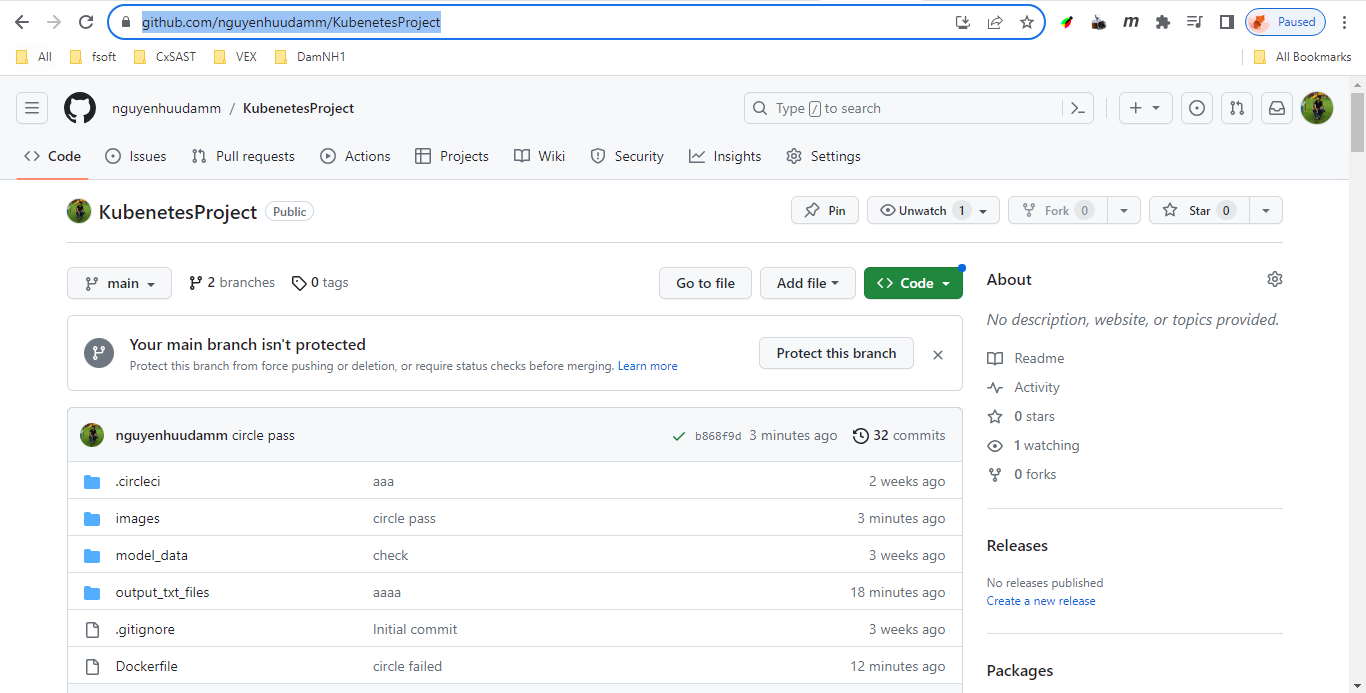 github.com/nguyenhuudamm/KubenetesProject
m
Paused
All
fsoft
CxSAST
VEX
DamNH1
All Bookmarks
nguyenhuudamm / KubenetesProject
Type / to search
Code
Issues
Pull requests
Actions
Projects
Wiki
Security
Insights
Settings
KubenetesProject Public
Pin
Unwatch 1
Fork 0
Star 0
main
2 branches
0 tags
Go to file
Add file
Code
Your main branch isn't protected
Protect this branch from force pushing or deletion, or require status checks before merging. Learn more
Protect this branch
nguyenhuudamm circle pass b868f9d 3 minutes ago 32 commits
.circleci aaa 2 weeks ago
images circle pass 3 minutes ago
model_data check 3 weeks ago
output_txt_files aaaa 18 minutes ago
.gitignore Initial commit 3 weeks ago
Dockerfile circle failed 12 minutes ago
About
No description, website, or topics provided.
Readme
Activity
0 stars
1 watching
0 forks
Releases
No releases published
Create a new release
Packages